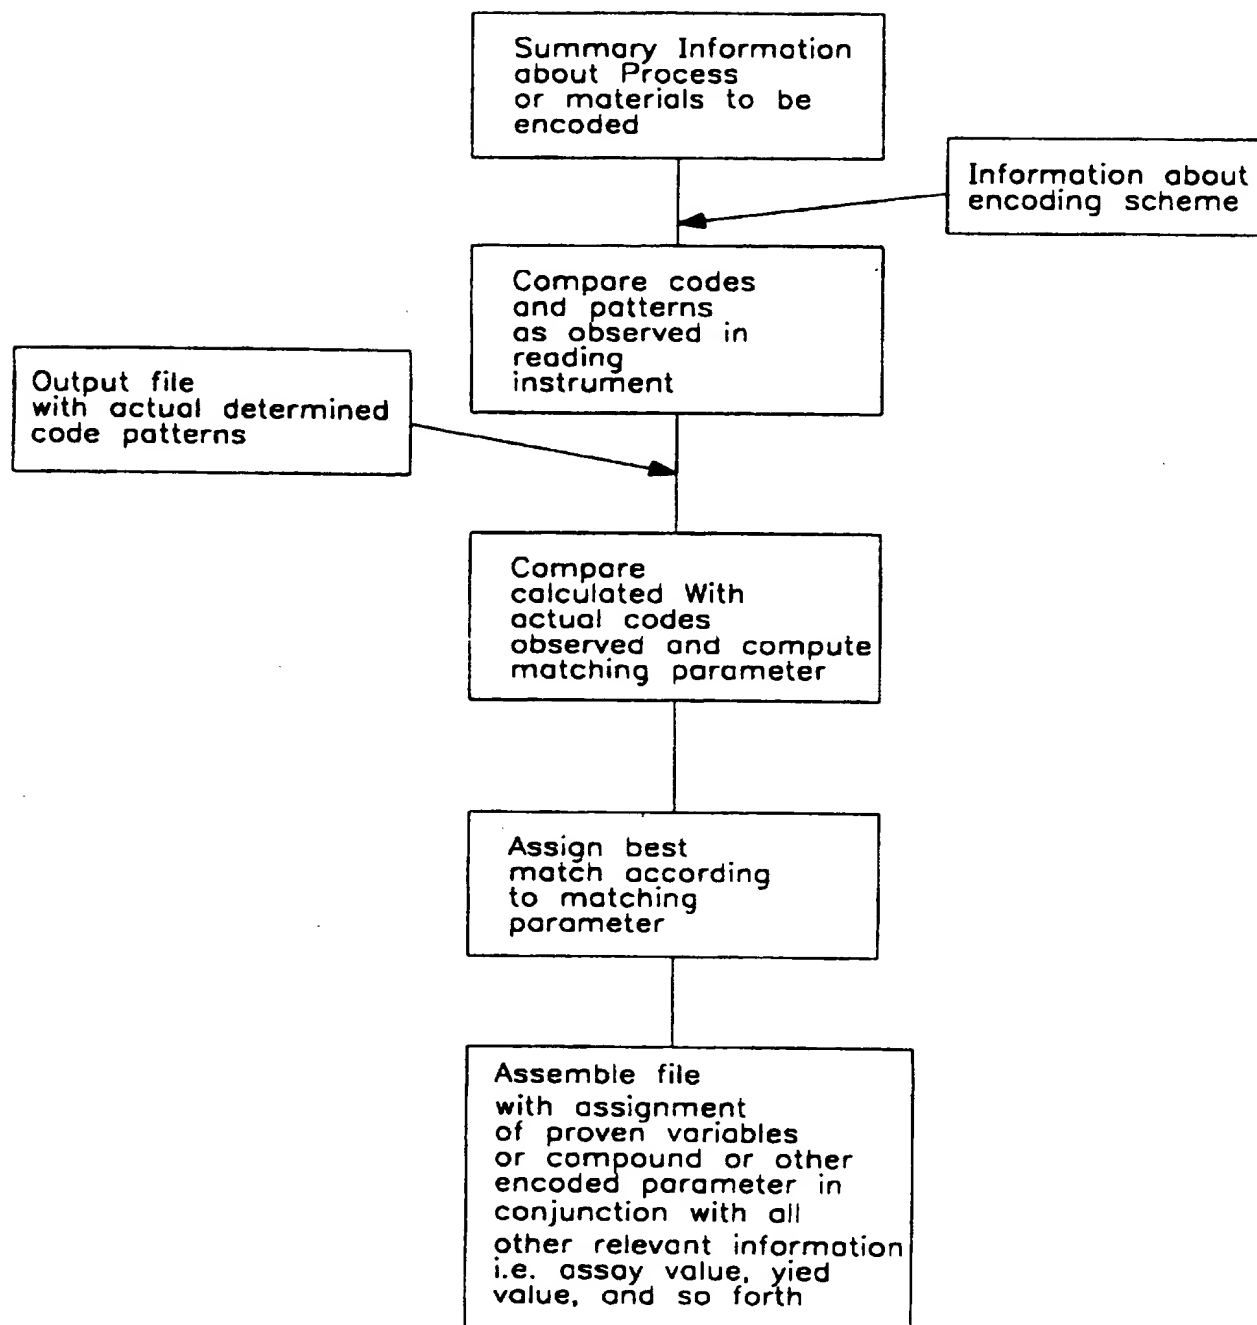 Summary Information
about Process
or materials to be
encoded
Information about
encoding scheme
Compare codes
and patterns
as observed in
reading
instrument
Output file
with actual determined
code patterns
Compare
calculated With
actual codes
observed and compute
matching parameter
Assign best
match according
to matching
parameter
Assemble file
with assignment
of proven variables
or compound or other
encoded parameter in
conjunction with all
other relevant information
i.e. assay value, yied
value, and so forth